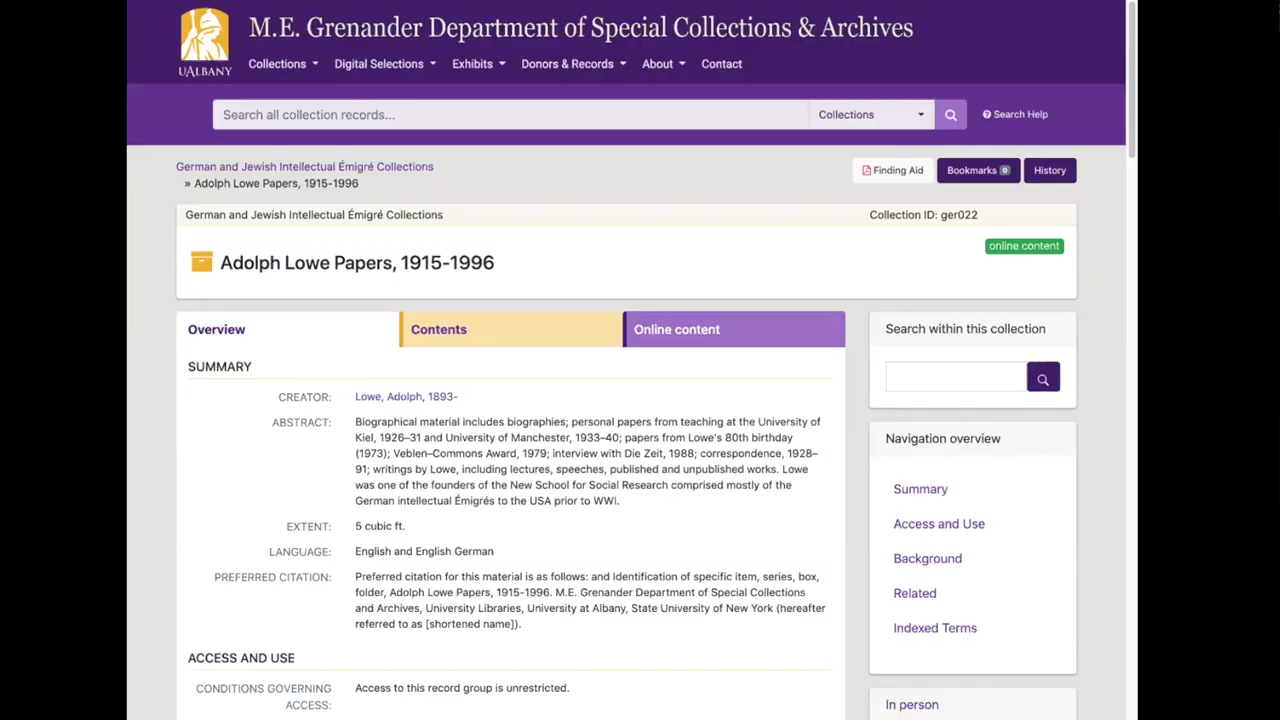 M.E. Grenander Department of Special Collections & Archives
UALBANY
Collections Digital Selections Exhibits Donors & Records About Contact
Search all collection records... Collections Search Help
German and Jewish Intellectual Émigré Collections
» Adolph Lowe Papers, 1915-1996
Finding Aid Bookmarks 0 History
German and Jewish Intellectual Émigré Collections Collection ID: ger022
online content
Adolph Lowe Papers, 1915-1996
Overview Contents Online content
SUMMARY
CREATOR: Lowe, Adolph, 1893-
ABSTRACT: Biographical material includes biographies; personal papers from teaching at the University of
Kiel, 1926–31 and University of Manchester, 1933–40; papers from Lowe's 80th birthday
(1973); Veblen–Commons Award, 1979; interview with Die Zeit, 1988; correspondence, 1928–
91; writings by Lowe, including lectures, speeches, published and unpublished works. Lowe
was one of the founders of the New School for Social Research comprised mostly of the
German intellectual Émigrés to the USA prior to WWI.
EXTENT: 5 cubic ft.
LANGUAGE: English and English German
PREFERRED CITATION: Preferred citation for this material is as follows: and Identification of specific item, series, box,
folder, Adolph Lowe Papers, 1915-1996. M.E. Grenander Department of Special Collections
and Archives, University Libraries, University at Albany, State University of New York (hereafter
referred to as [shortened name]).
ACCESS AND USE
CONDITIONS GOVERNING Access to this record group is unrestricted.
ACCESS:
Search within this collection
Navigation overview
Summary
Access and Use
Background
Related
Indexed Terms
In person